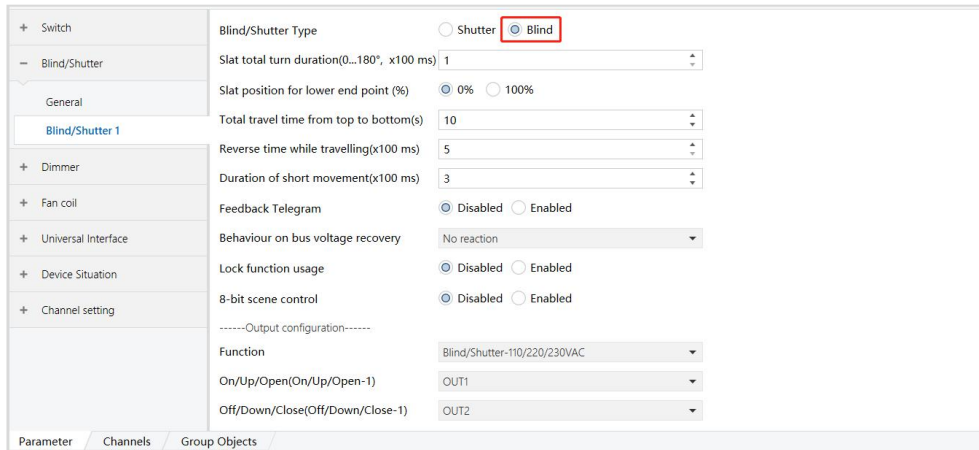 + Switch
− Blind/Shutter
General
Blind/Shutter 1
+ Dimmer
+ Fan coil
+ Universal Interface
+ Device Situation
+ Channel setting
Blind/Shutter Type Shutter Blind
Slat total turn duration(0...180°, x100 ms) 1
Slat position for lower end point (%) 0% 100%
Total travel time from top to bottom(s) 10
Reverse time while travelling(x100 ms) 5
Duration of short movement(x100 ms) 3
Feedback Telegram Disabled Enabled
Behaviour on bus voltage recovery No reaction
Lock function usage Disabled Enabled
8-bit scene control Disabled Enabled
------Output configuration------
Function Blind/Shutter-110/220/230VAC
On/Up/Open(On/Up/Open-1) OUT1
Off/Down/Close(Off/Down/Close-1) OUT2
Parameter Channels Group Objects